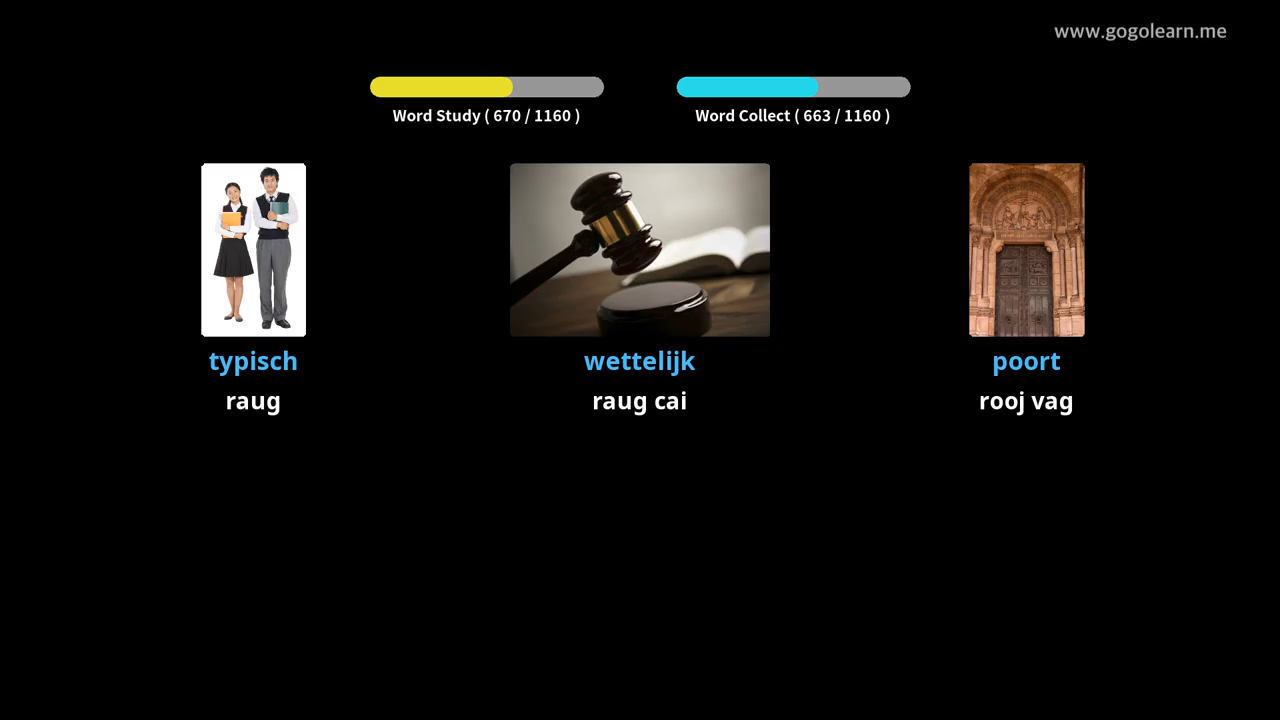 www.gogolearn.me
Word Study ( 670 / 1160 )
Word Collect ( 663 / 1160 )
typisch
raug
wettelijk
raug cai
poort
rooj vag